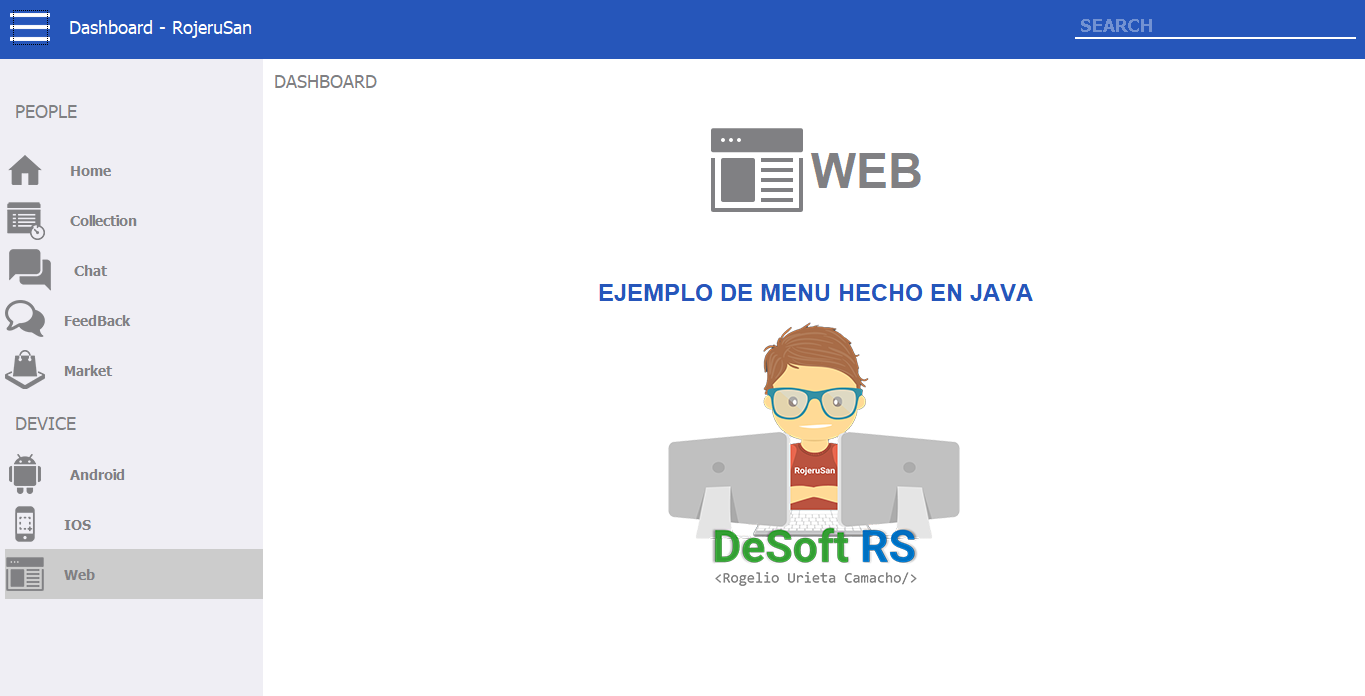 Dashboard - RojeruSan
SEARCH
DASHBOARD
PEOPLE
Home
Collection
Chat
FeedBack
Market
DEVICE
Android
IOS
Web
WEB
EJEMPLO DE MENU HECHO EN JAVA
RojeruSan
DeSoft RS
<Rogelio Urieta Camacho/>